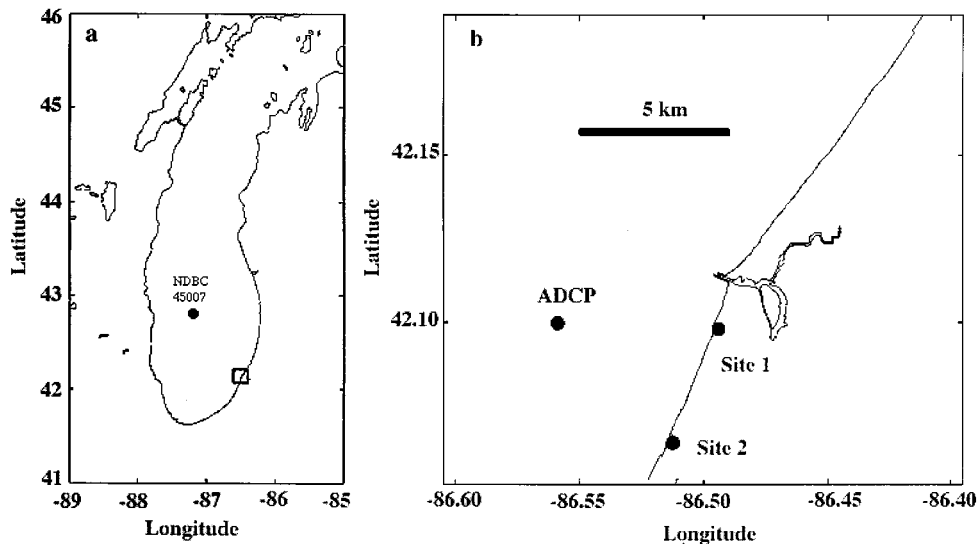 a
46
45
44
43
42
41
Latitude
NDBC
45007
-89 -88 -87 -86 -85
Longitude
b
5 km
42.15
42.10
Latitude
ADCP
Site 1
Site 2
-86.60 -86.55 -86.50 -86.45 -86.40
Longitude